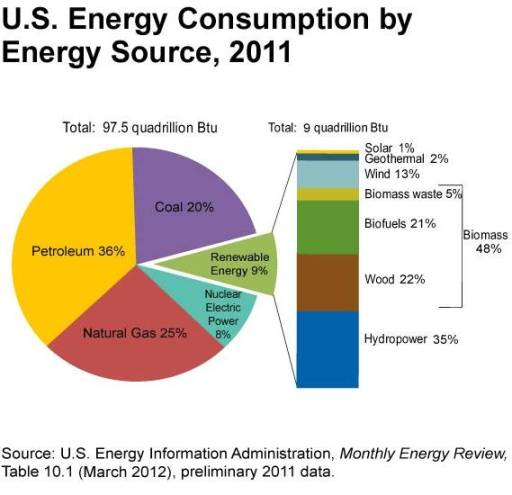 U.S. Energy Consumption by
Energy Source, 2011
Total: 97.5 quadrillion Btu
Total: 9 quadrillion Btu
Coal 20%
Petroleum 36%
Renewable
Energy 9%
Nuclear
Electric
Power
8%
Natural Gas 25%
Solar 1%
Geothermal 2%
Wind 13%
Biomass waste 5%
Biofuels 21%
Biomass
48%
Wood 22%
Hydropower 35%
Source: U.S. Energy Information Administration, Monthly Energy Review,
Table 10.1 (March 2012), preliminary 2011 data.